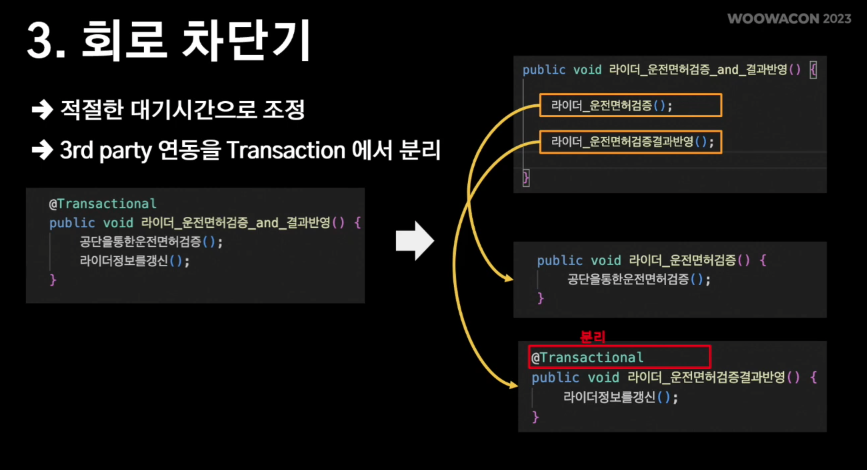 WOOWACON 2023
3. 회로 차단기
➔ 적절한 대기시간으로 조정
➔ 3rd party 연동을 Transaction 에서 분리
@Transactional
public void 라이더_운전면허검증_and_결과반영() {
공단을통한운전면허검증();
라이더정보를갱신();
}
public void 라이더_운전면허검증_and_결과반영() {
라이더_운전면허검증();
라이더_운전면허검증결과반영();
}
public void 라이더_운전면허검증() {
공단을통한운전면허검증();
}
분리
@Transactional
public void 라이더_운전면허검증결과반영() {
라이더정보를갱신();
}